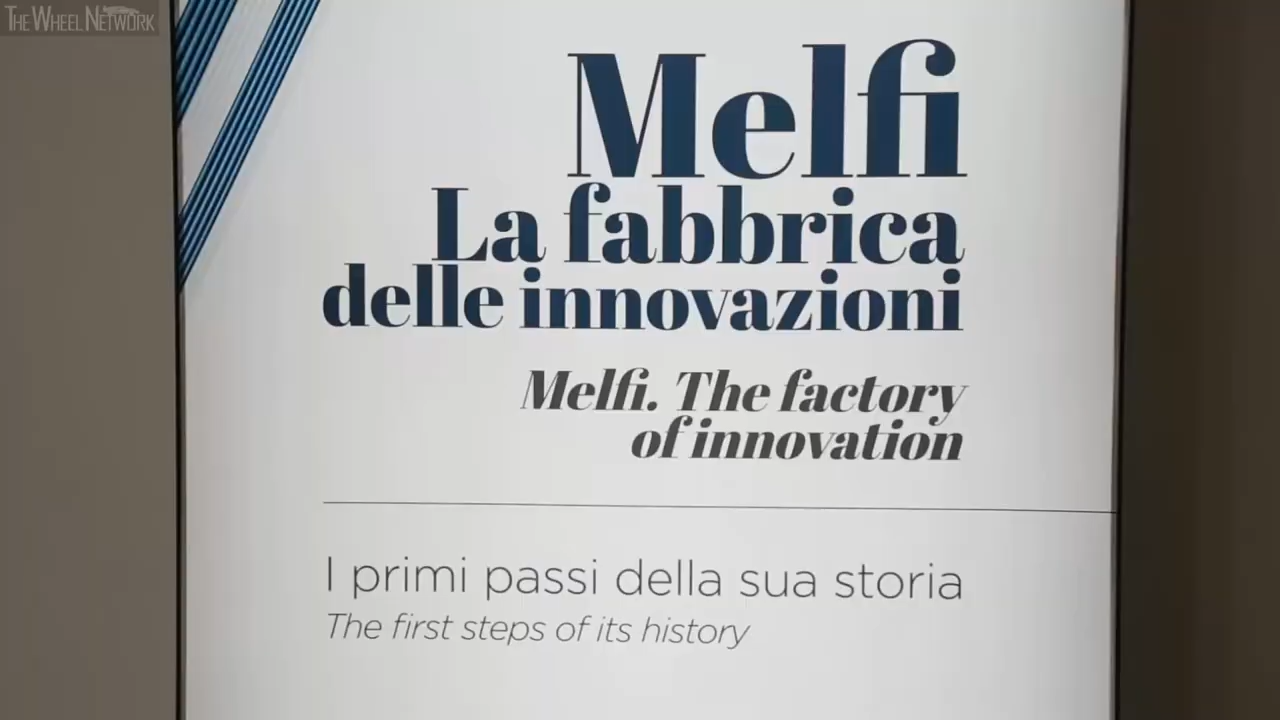 THE WHEEL NETWORK
Melfi
La fabbrica
delle innovazioni
Melfi. The factory
of innovation
I primi passi della sua storia
The first steps of its history